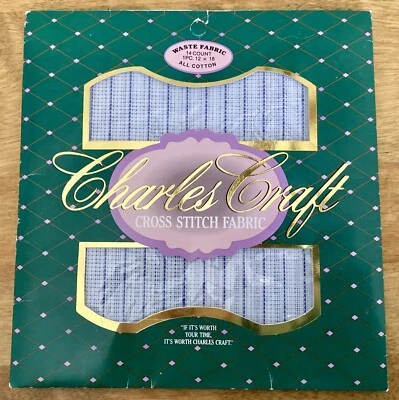 WASTE FABRIC
14 COUNT
1PC. 12 x 18
ALL COTTON
Charles Craft
CROSS STITCH FABRIC
"IF IT'S WORTH
YOUR TIME
IT'S WORTH CHARLES CRAFT."